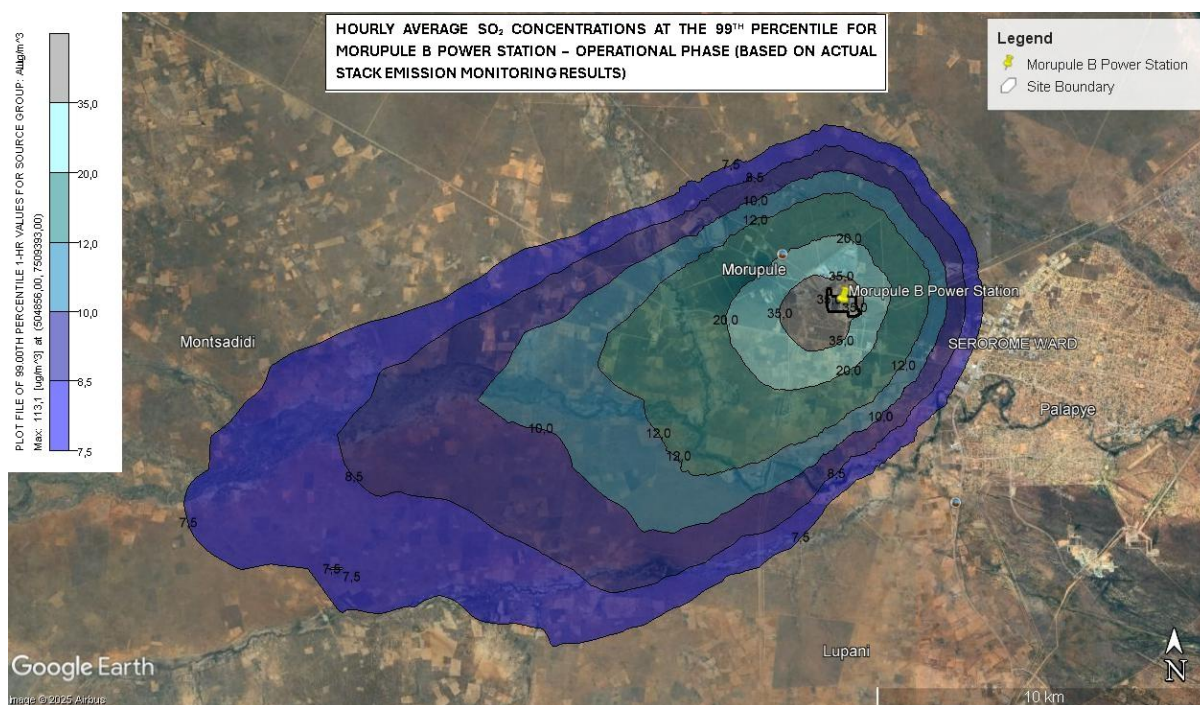 HOURLY AVERAGE SO₂ CONCENTRATIONS AT THE 99TH PERCENTILE FOR
MORUPULE B POWER STATION – OPERATIONAL PHASE (BASED ON ACTUAL
STACK EMISSION MONITORING RESULTS)
Legend
Morupule B Power Station
Site Boundary
PLOT FILE OF 99.00TH PERCENTILE 1-HR VALUES FOR SOURCE GROUP:
Max: 113,1 [ug/m^3] at (504856,00, 7509393,00)
35,0
20,0
12,0
10,0
8,5
7,5
7,5
8,5
10,0
12,0
20,0
Morupule
35,0
Morupule B Power Station
35,0
20,0
35,0
35,0
20,0
12,0
Montsadidi
SEROROME WARD
Palapye
10,0
10,0
12,0
12,0
8,5
8,5
7,5
7,5
7,5
7,5
Lupani
N
Google Earth
Image © 2025 Airbus
10 km